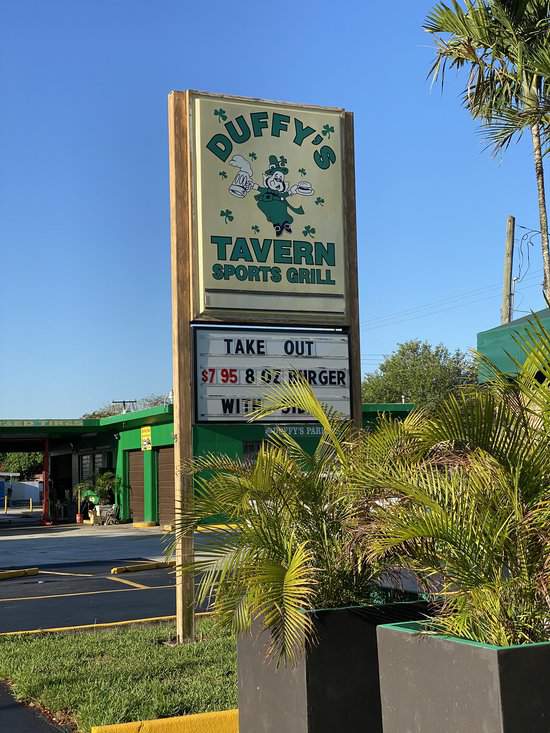 DUFFY'S
TAVERN
SPORTS GRILL
TAKE OUT
$7 95 8 OZ BURGER
WITH